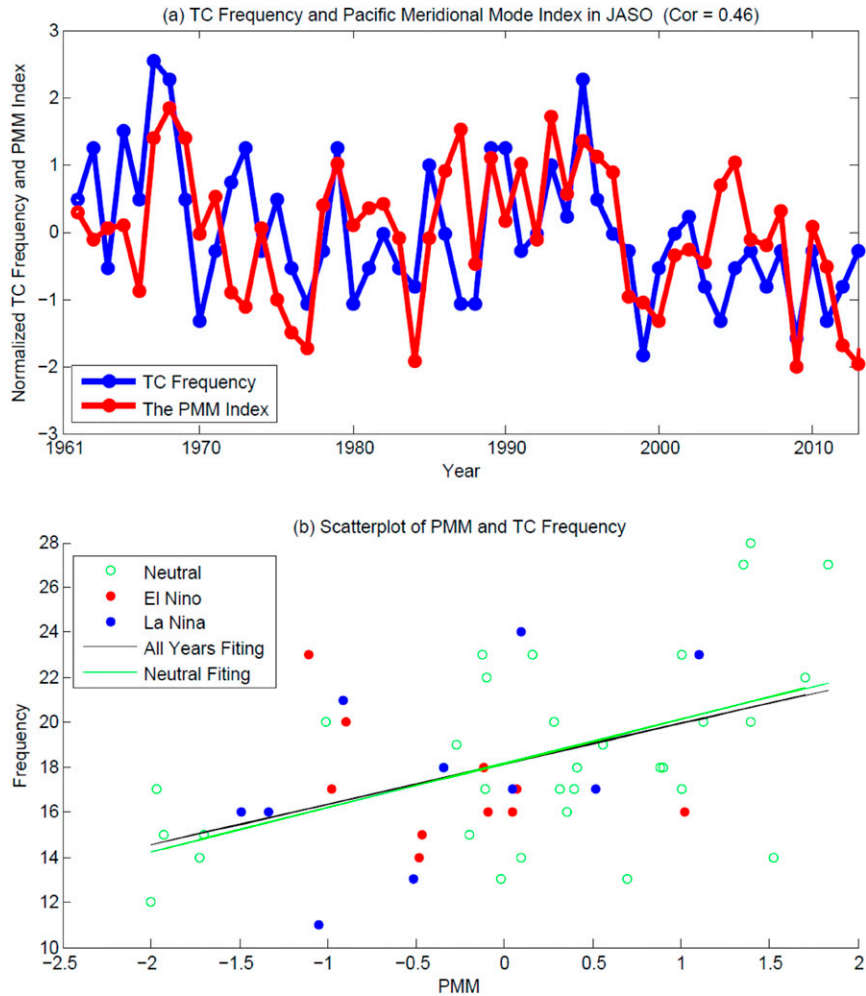 (a) TC Frequency and Pacific Meridional Mode Index in JASO (Cor = 0.46)
Normalized TC Frequency and PMM Index
3
2
1
0
−1
−2
−3
TC Frequency
The PMM Index
1961
1970
1980
1990
2000
2010
Year
(b) Scatterplot of PMM and TC Frequency
Frequency
28
26
24
22
20
18
16
14
12
10
Neutral
El Nino
La Nina
All Years Fiting
Neutral Fiting
-2.5
-2
-1.5
-1
-0.5
0
0.5
1
1.5
2
PMM